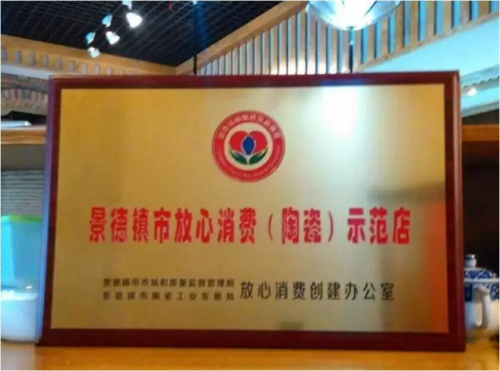 景德镇市放心消费(陶瓷)示范店
景德镇市市场和质量监督管理局
景德镇市陶瓷工业发展局
放心消费创建办公室